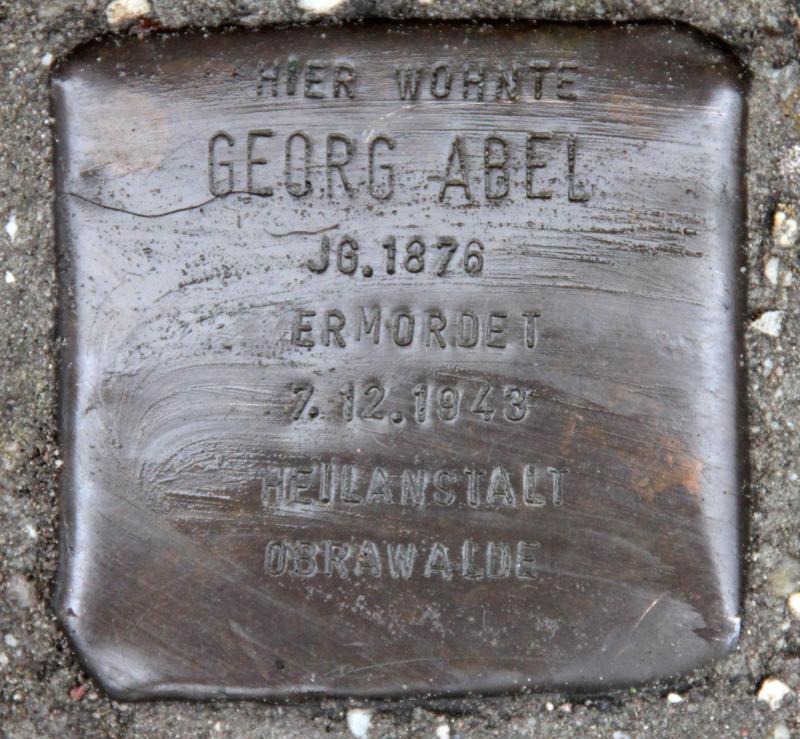 HIER WOHNTE
GEORG ABEL
JG. 1876
ERMORDET
7. 12. 1943
HEILANSTALT
OBRAWALDE